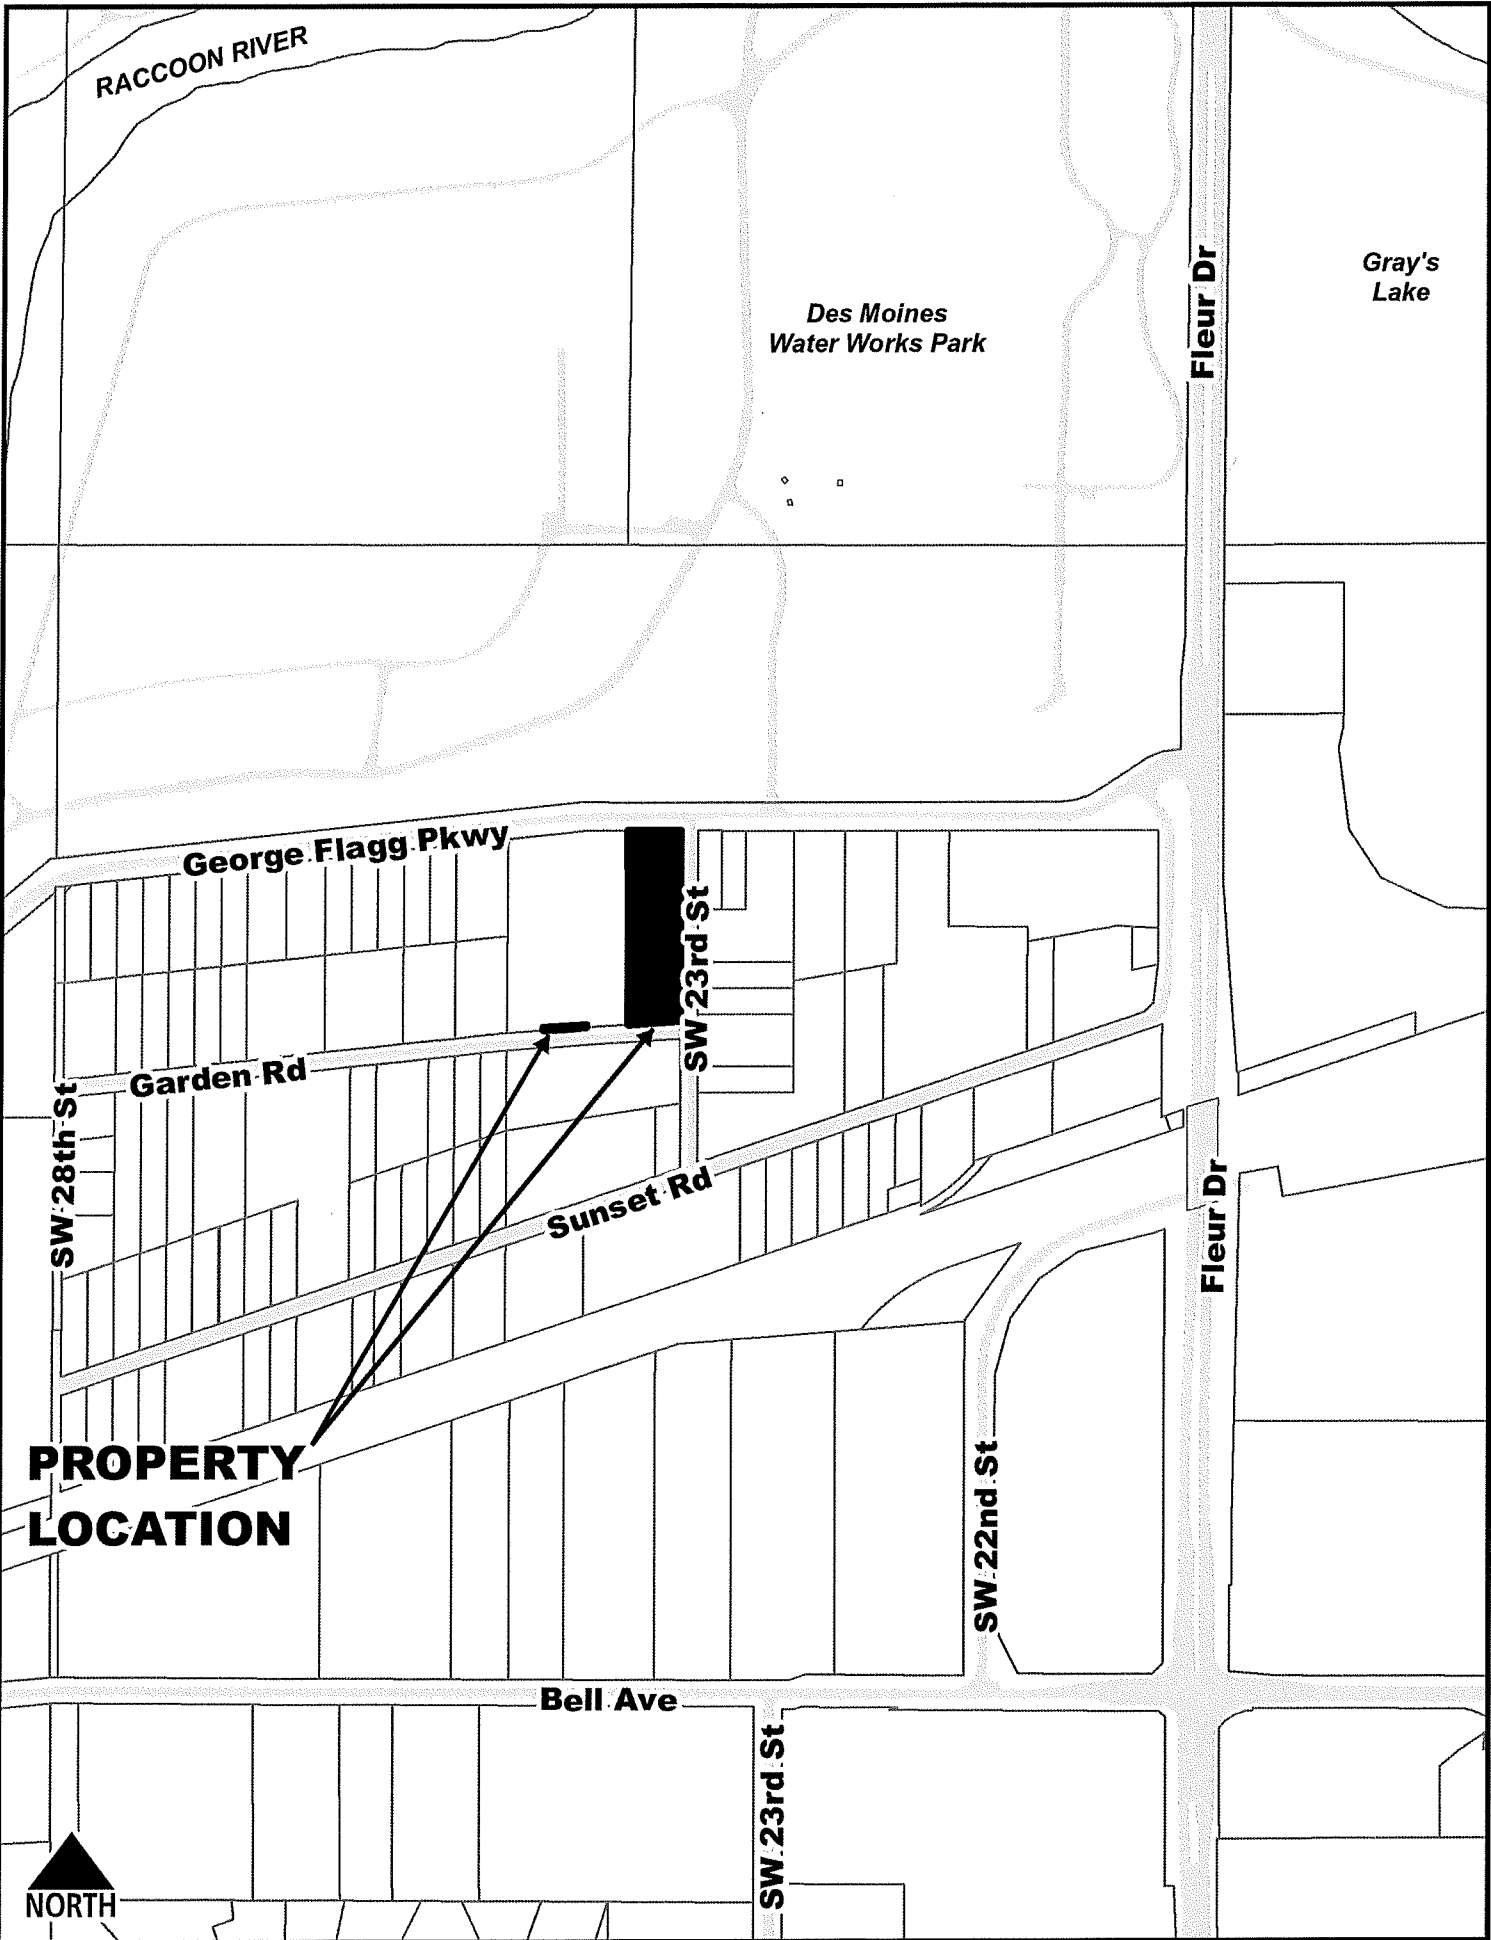 RACCOON RIVER
Gray's
Lake
Fleur Dr
Des Moines
Water Works Park
George Flagg Pkwy
SW 23rd St
Garden Rd
SW 28th St
Sunset Rd
Fleur Dr
PROPERTY
LOCATION
SW 22nd St
Bell Ave
SW 23rd St
NORTH